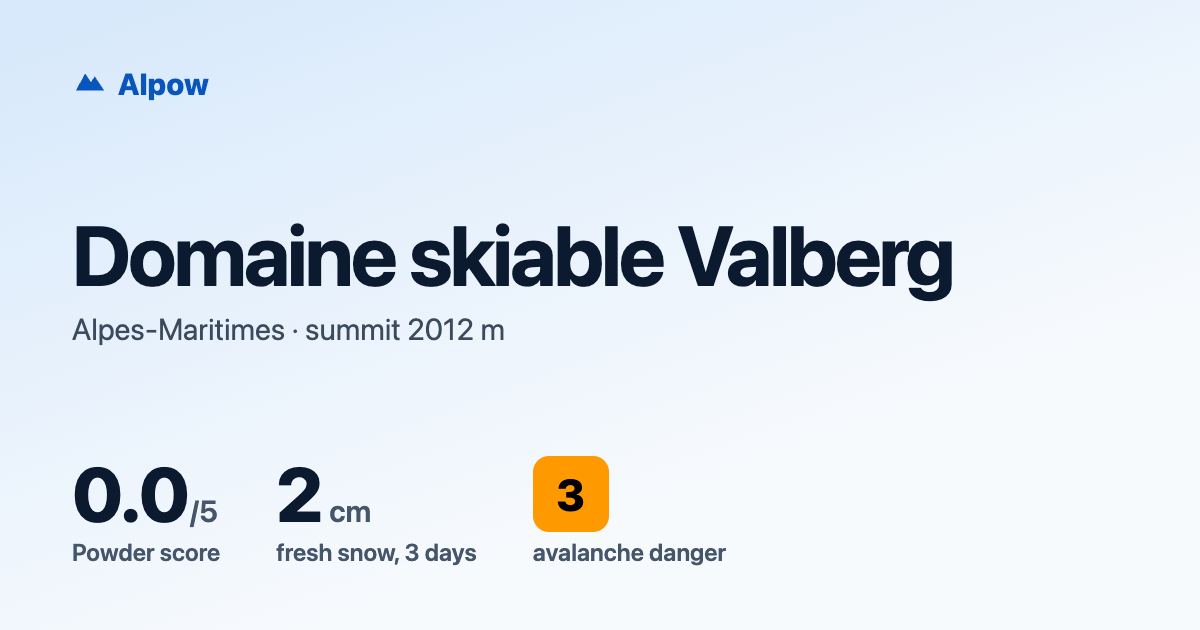 Alpow
Domaine skiable Valberg
Alpes-Maritimes · summit 2012 m
0.0/5
Powder score
2 cm
fresh snow, 3 days
3
avalanche danger